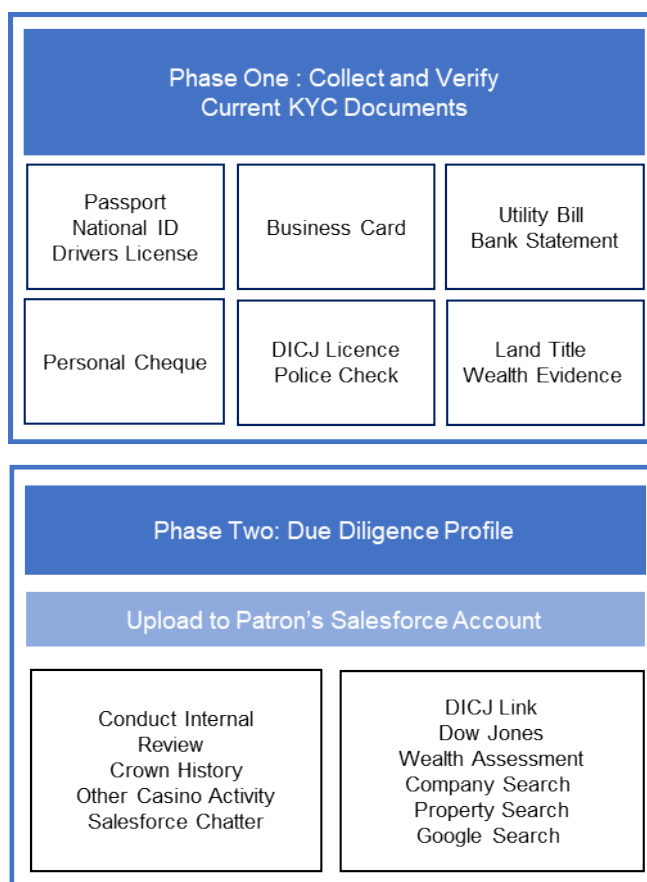 Phase One : Collect and Verify
Current KYC Documents
Passport
National ID
Drivers License
Business Card
Utility Bill
Bank Statement
Personal Cheque
DICJ Licence
Police Check
Land Title
Wealth Evidence
Phase Two: Due Diligence Profile
Upload to Patron's Salesforce Account
Conduct Internal
Review
Crown History
Other Casino Activity
Salesforce Chatter
DICJ Link
Dow Jones
Wealth Assessment
Company Search
Property Search
Google Search